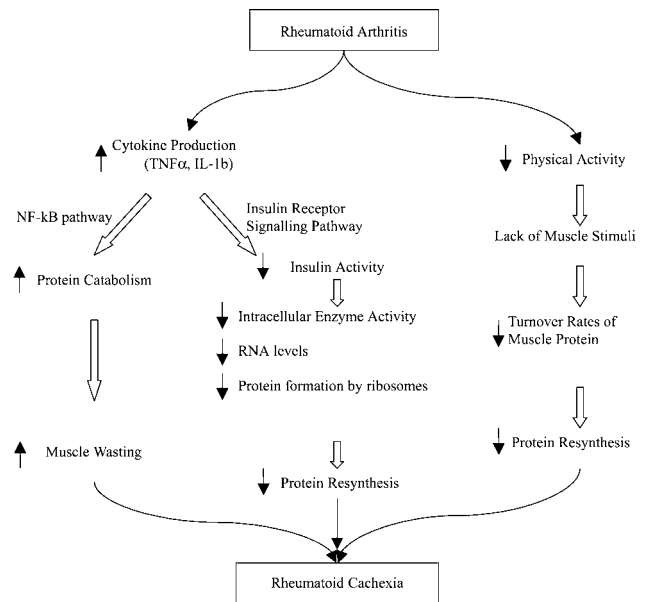 Rheumatoid Arthritis
Cytokine Production
(TNFα, IL-1b)
Physical Activity
NF-kB pathway
Insulin Receptor
Signalling Pathway
Lack of Muscle Stimuli
Protein Catabolism
Insulin Activity
Intracellular Enzyme Activity
RNA levels
Protein formation by ribosomes
Turnover Rates of
Muscle Protein
Muscle Wasting
Protein Resynthesis
Protein Resynthesis
Rheumatoid Cachexia